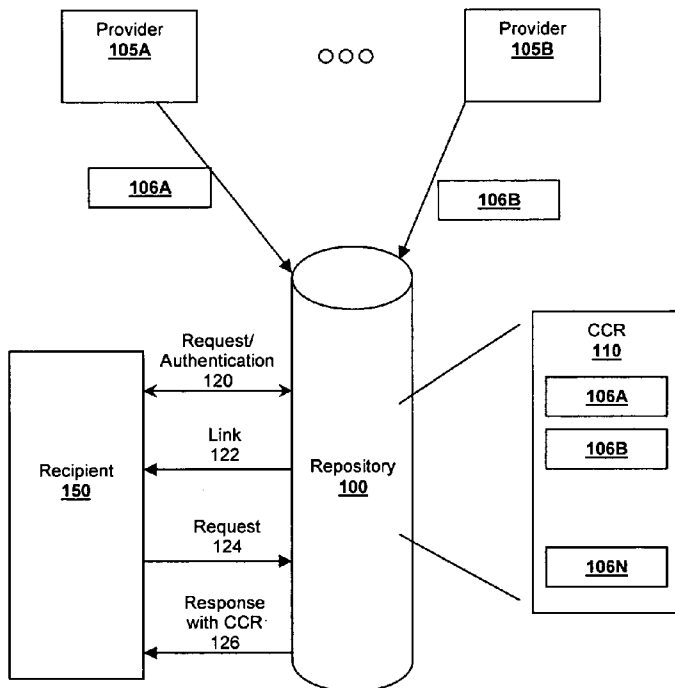 Provider
105A
Provider
105B
106A
106B
Request/
Authentication
120
Link
122
Recipient
150
Request
124
Response
with CCR
126
Repository
100
CCR
110
106A
106B
106N